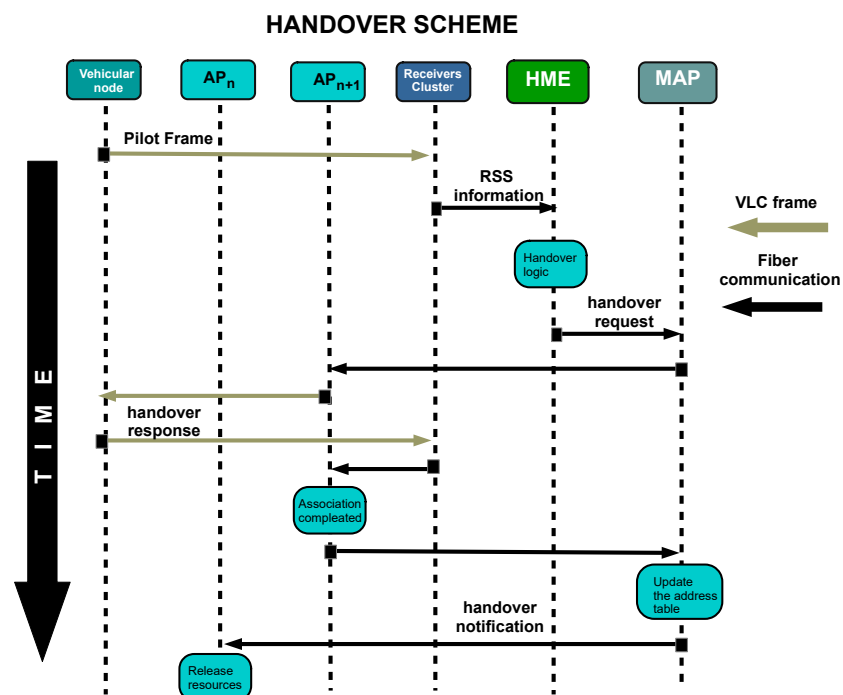 HANDOVER SCHEME
Vehicular
node
APn
APn+1
Receivers
Cluster
HME
MAP
Pilot Frame
RSS
information
VLC frame
Handover
logic
Fiber
communication
handover
request
handover
response
TIME
Association
compleated
Update
the address
table
handover
notification
Release
resources